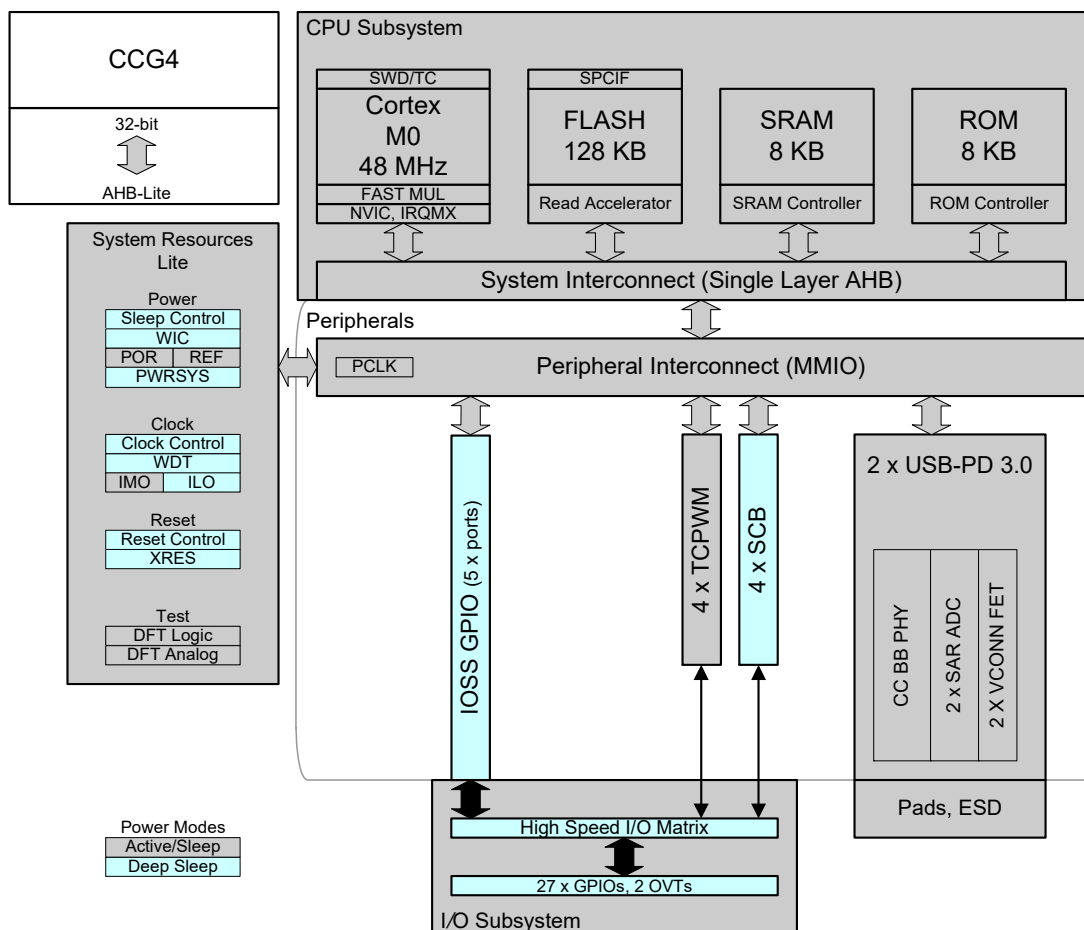 CCG4
32-bit
AHB-Lite
CPU Subsystem
SWD/TC
Cortex
M0
48 MHz
FAST MUL
NVIC, IRQMX
SPCIF
FLASH
128 KB
Read Accelerator
SRAM
8 KB
SRAM Controller
ROM
8 KB
ROM Controller
System Interconnect (Single Layer AHB)
System Resources
Lite
Power
Sleep Control
WIC
POR REF
PWRSYS
Clock
Clock Control
WDT
IMO ILO
Reset
Reset Control
XRES
Test
DFT Logic
DFT Analog
Peripherals
PCLK
Peripheral Interconnect (MMIO)
IOSS GPIO (5 x ports)
4 x TCPWM
4 x SCB
2 x USB-PD 3.0
CC BB PHY
2 x SAR ADC
2 X VCONN FET
Pads, ESD
High Speed I/O Matrix
27 x GPIOs, 2 OVTs
I/O Subsystem
Power Modes
Active/Sleep
Deep Sleep